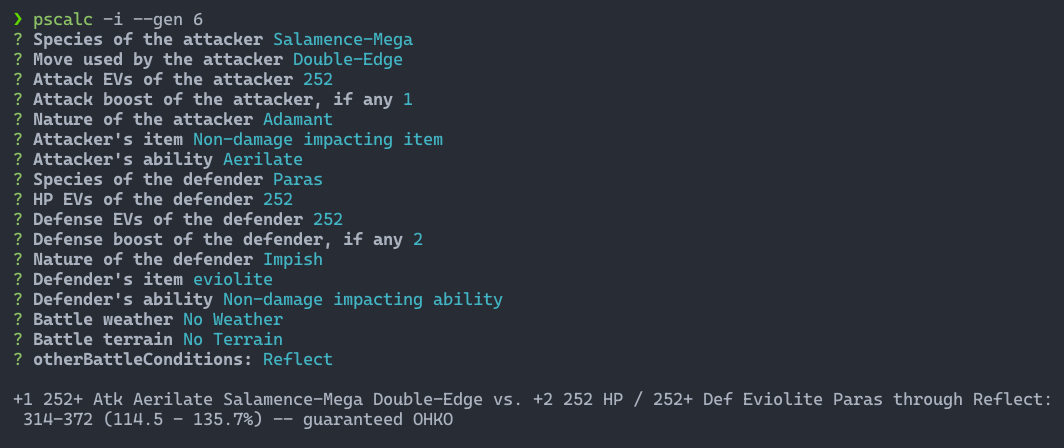 ❯ pscalc -i --gen 6
? Species of the attacker Salamence-Mega
? Move used by the attacker Double-Edge
? Attack EVs of the attacker 252
? Attack boost of the attacker, if any 1
? Nature of the attacker Adamant
? Attacker's item Non-damage impacting item
? Attacker's ability Aerilate
? Species of the defender Paras
? HP EVs of the defender 252
? Defense EVs of the defender 252
? Defense boost of the defender, if any 2
? Nature of the defender Impish
? Defender's item eviolite
? Defender's ability Non-damage impacting ability
? Battle weather No Weather
? Battle terrain No Terrain
? otherBattleConditions: Reflect
+1 252+ Atk Aerilate Salamence-Mega Double-Edge vs. +2 252 HP / 252+ Def Eviolite Paras through Reflect:
314-372 (114.5 - 135.7%) -- guaranteed OHKO